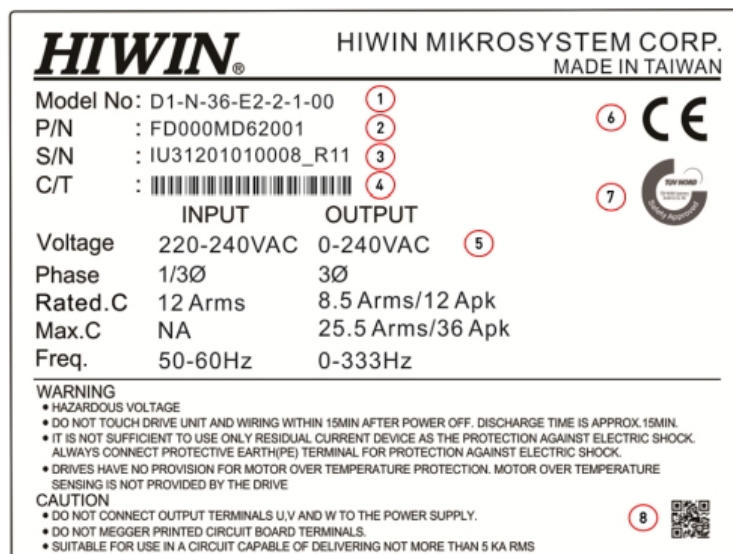 HIWIN®
HIWIN MIKROSYSTEM CORP.
MADE IN TAIWAN
Model No: D1-N-36-E2-2-1-00 1
P/N : FD000MD62001 2
S/N : IU31201010008_R11 3
C/T : 4
6 CE
7 TUV NORD
Safety Approved
INPUT OUTPUT
Voltage 220-240VAC 0-240VAC 5
Phase 1/3Ø 3Ø
Rated.C 12 Arms 8.5 Arms/12 Apk
Max.C NA 25.5 Arms/36 Apk
Freq. 50-60Hz 0-333Hz
WARNING
• HAZARDOUS VOLTAGE
• DO NOT TOUCH DRIVE UNIT AND WIRING WITHIN 15MIN AFTER POWER OFF. DISCHARGE TIME IS APPROX.15MIN.
• IT IS NOT SUFFICIENT TO USE ONLY RESIDUAL CURRENT DEVICE AS THE PROTECTION AGAINST ELECTRIC SHOCK.
ALWAYS CONNECT PROTECTIVE EARTH(PE) TERMINAL FOR PROTECTION AGAINST ELECTRIC SHOCK.
• DRIVES HAVE NO PROVISION FOR MOTOR OVER TEMPERATURE PROTECTION. MOTOR OVER TEMPERATURE
SENSING IS NOT PROVIDED BY THE DRIVE
CAUTION
• DO NOT CONNECT OUTPUT TERMINALS U,V AND W TO THE POWER SUPPLY.
• DO NOT MEGGER PRINTED CIRCUIT BOARD TERMINALS.
• SUITABLE FOR USE IN A CIRCUIT CAPABLE OF DELIVERING NOT MORE THAN 5 KA RMS
8